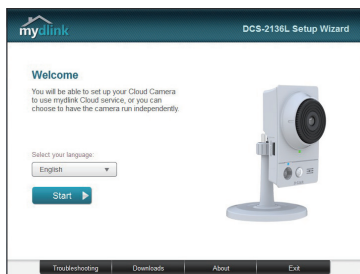 mydlink
DCS-2136L Setup Wizard
Welcome
You will be able to set up your Cloud Camera
to use mydlink Cloud service, or you can
choose to have the camera run independently.
Select your language:
English
Start
Troubleshooting
Downloads
About
Exit